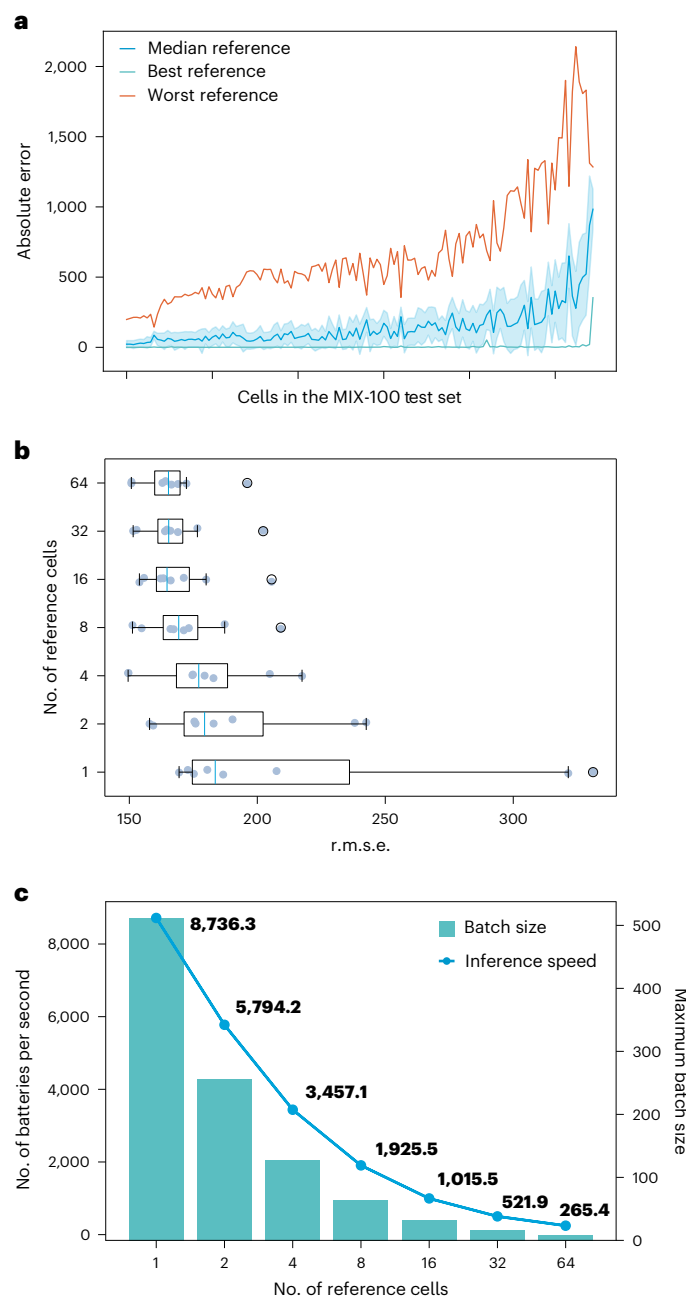 a
Median reference
Best reference
Worst reference
2,000
1,500
1,000
500
0
Absolute error
Cells in the MIX-100 test set
b
64
32
16
8
4
2
1
No. of reference cells
150 200 250 300
r.m.s.e.
c
Batch size
Inference speed
8,736.3
5,794.2
3,457.1
1,925.5
1,015.5
521.9
265.4
8,000
6,000
4,000
2,000
0
No. of batteries per second
500
400
300
200
100
0
Maximum batch size
1 2 4 8 16 32 64
No. of reference cells